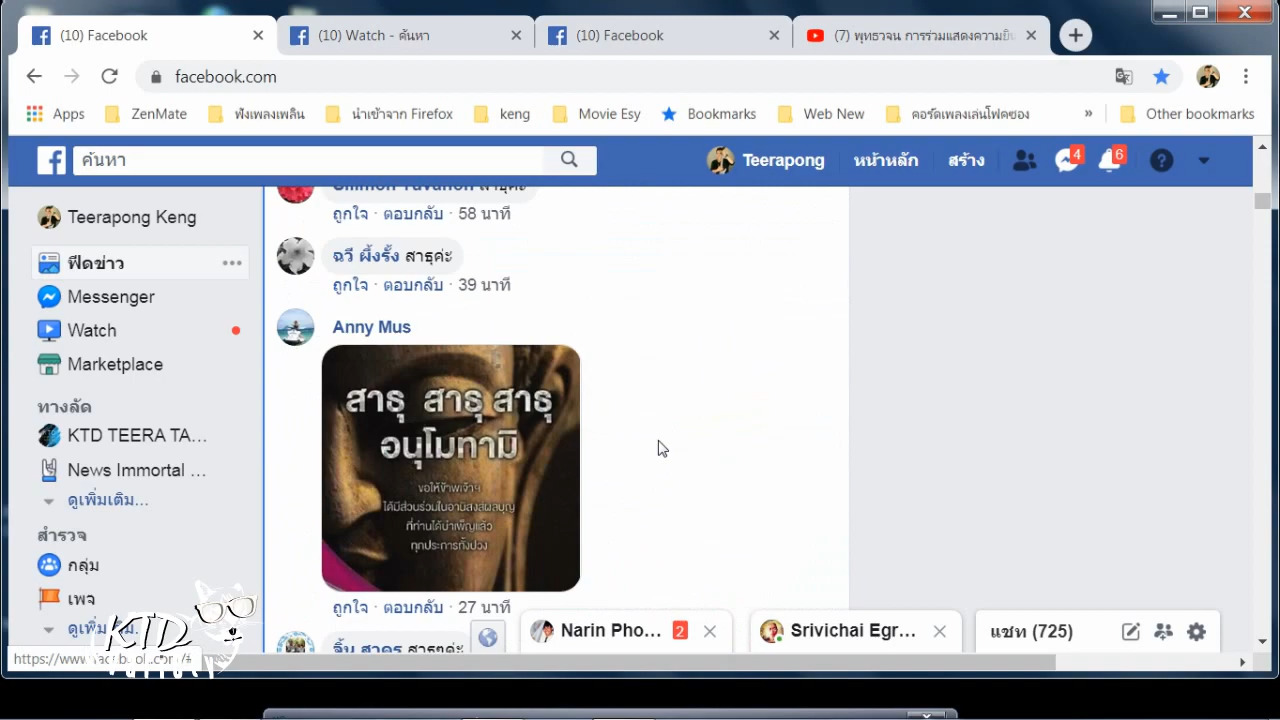 (10) Facebook
(10) Watch - ค้นหา
(10) Facebook
(7) พุทธวจน การร่วมแสดงความยิน
facebook.com
Apps
ZenMate
ฟังเพลงเพลิน
นำเข้าจาก Firefox
keng
Movie Esy
Bookmarks
Web New
คอร์ดเพลงเล่นโฟคซอง
»
Other bookmarks
ค้นหา
Teerapong
หน้าหลัก
สร้าง
4
6
Teerapong Keng
ฟีดข่าว
Messenger
Watch
Marketplace
ทางลัด
KTD TEERA TA...
News Immortal ...
ดูเพิ่มเติม...
สำรวจ
กลุ่ม
เพจ
ดูเพิ่มเติม...
สาธุค่ะ
ถูกใจ · ตอบกลับ · 58 นาที
ฉวี ผึ้งรั้ง สาธุค่ะ
ถูกใจ · ตอบกลับ · 39 นาที
Anny Mus
สาธุ สาธุ สาธุ
อนุโมทามิ
ขอให้ข้าพเจ้าฯ
ได้มีส่วนร่วมในอานิสงสผลบุญ
ที่ท่านได้บำเพ็ญแล้ว
ทุกประการทั้งปวง
ถูกใจ · ตอบกลับ · 27 นาที
Narin Pho... 2
Srivichai Egr...
แชท (725)
KTD